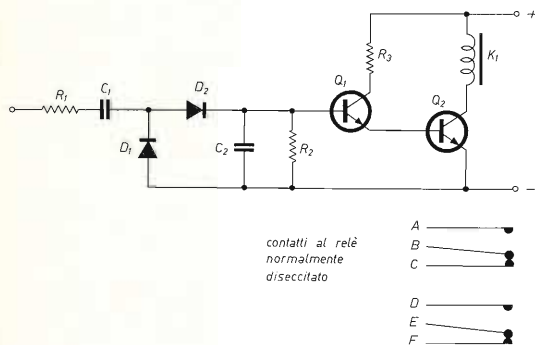 +
R3
K1
Q1
C1
D2
Q2
R1
D1
C2
R2
−
contatti al relè
normalmente
diseccitato
A
B
C
D
E
F